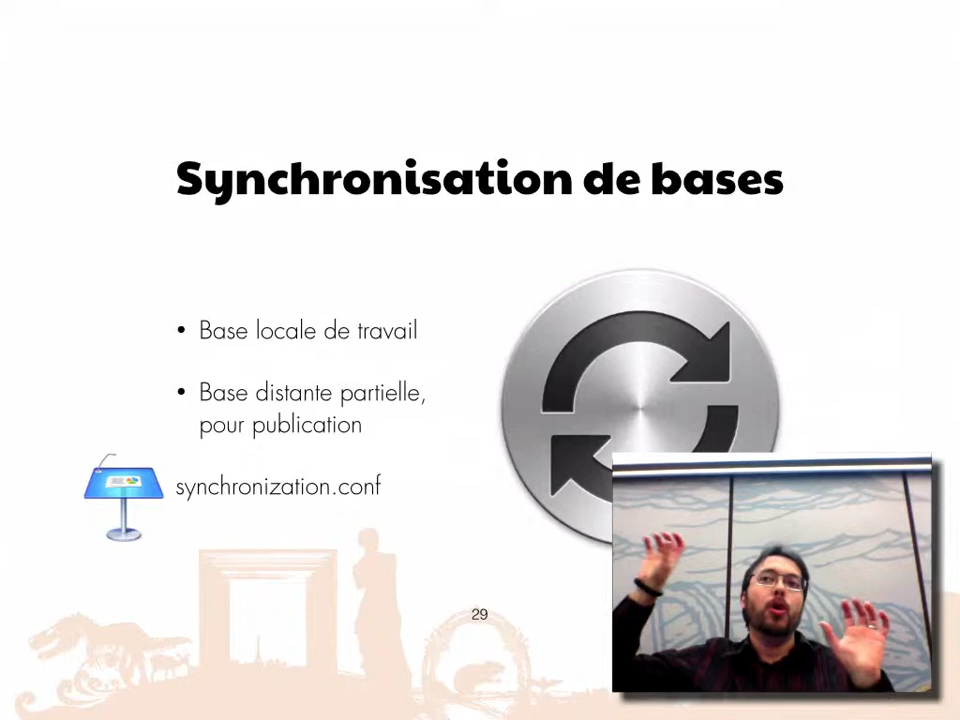 Synchronisation de bases
• Base locale de travail
• Base distante partielle,
pour publication
synchronization.conf
29